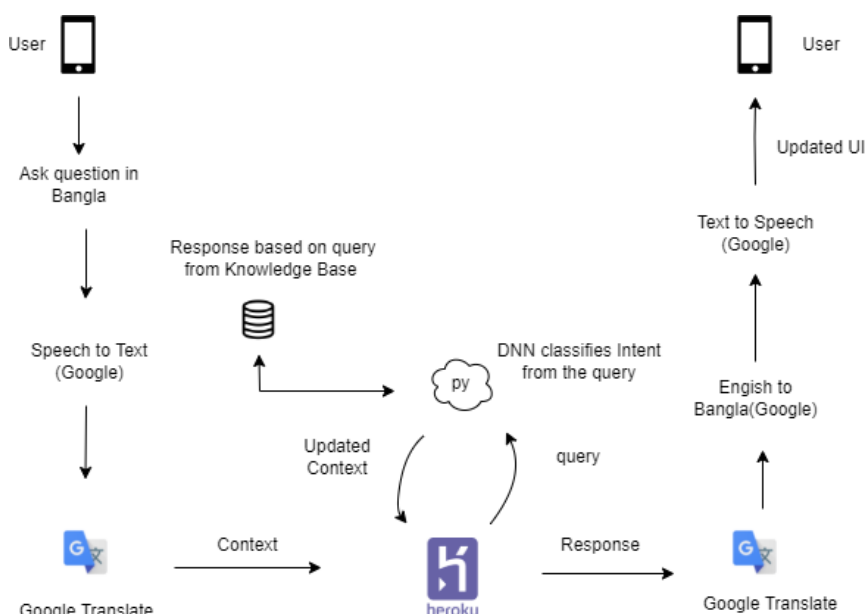 User
User
Updated UI
Ask question in
Bangla
Text to Speech
(Google)
Response based on query
from Knowledge Base
Speech to Text
(Google)
DNN classifies Intent
from the query
py
Engish to
Bangla(Google)
Updated
Context
query
Context
Response
G 文
G 文
heroku
Google Translate
Google Translate